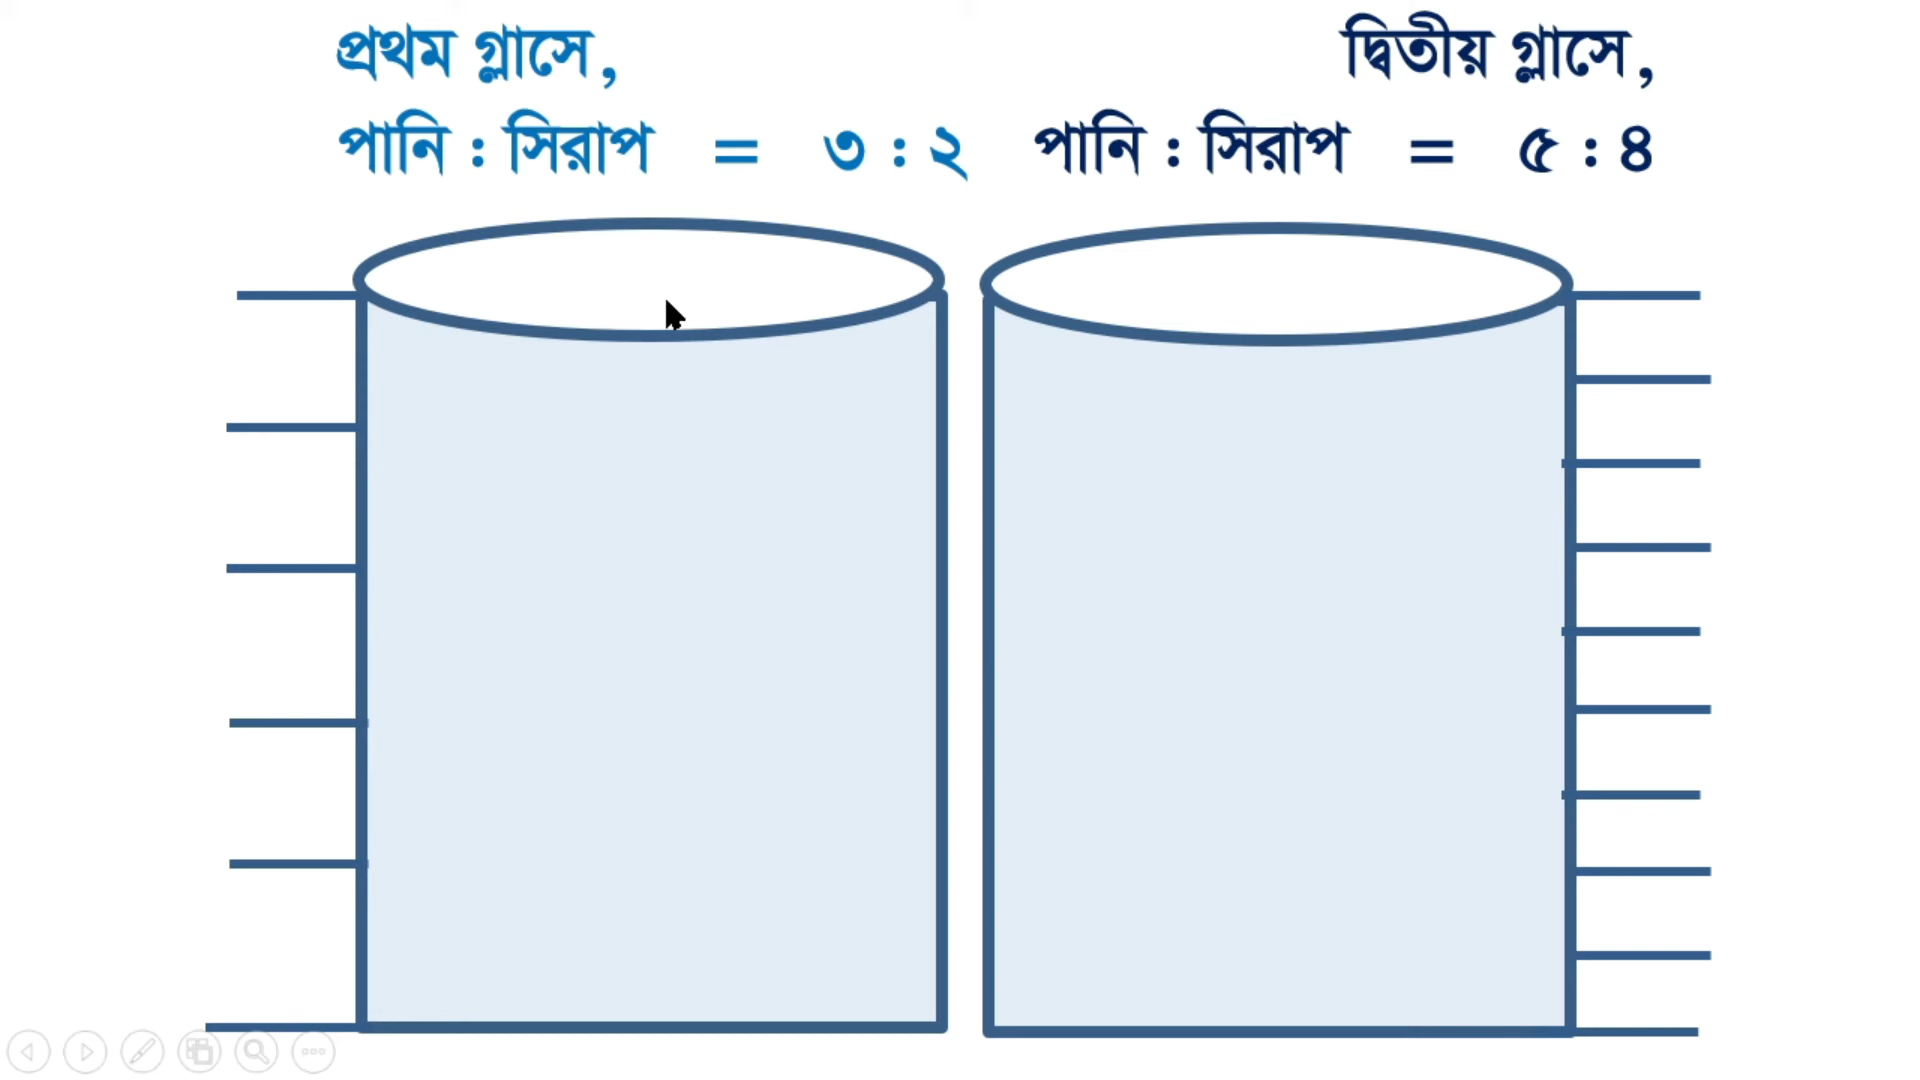 প্রথম গ্লাসে,
পানি : সিরাপ = ৩ : ২
দ্বিতীয় গ্লাসে,
পানি : সিরাপ = ৫ : ৪